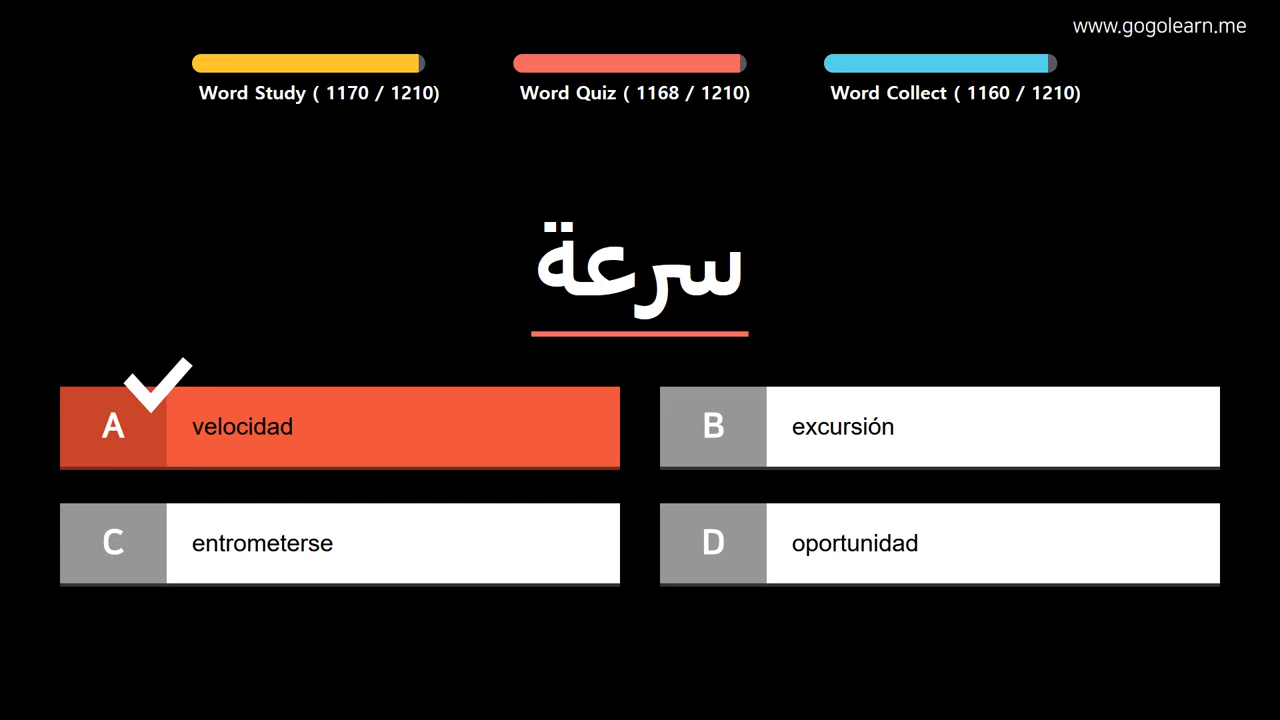 www.gogolearn.me
Word Study ( 1170 / 1210)
Word Quiz ( 1168 / 1210)
Word Collect ( 1160 / 1210)
سرعة
A velocidad
B excursión
C entrometerse
D oportunidad